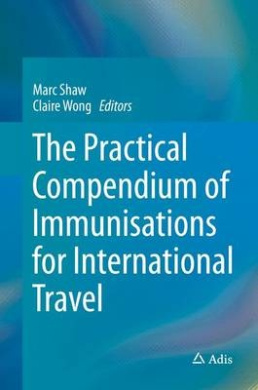 Marc Shaw
Claire Wong Editors
The Practical
Compendium of
Immunisations
for International
Travel
Adis